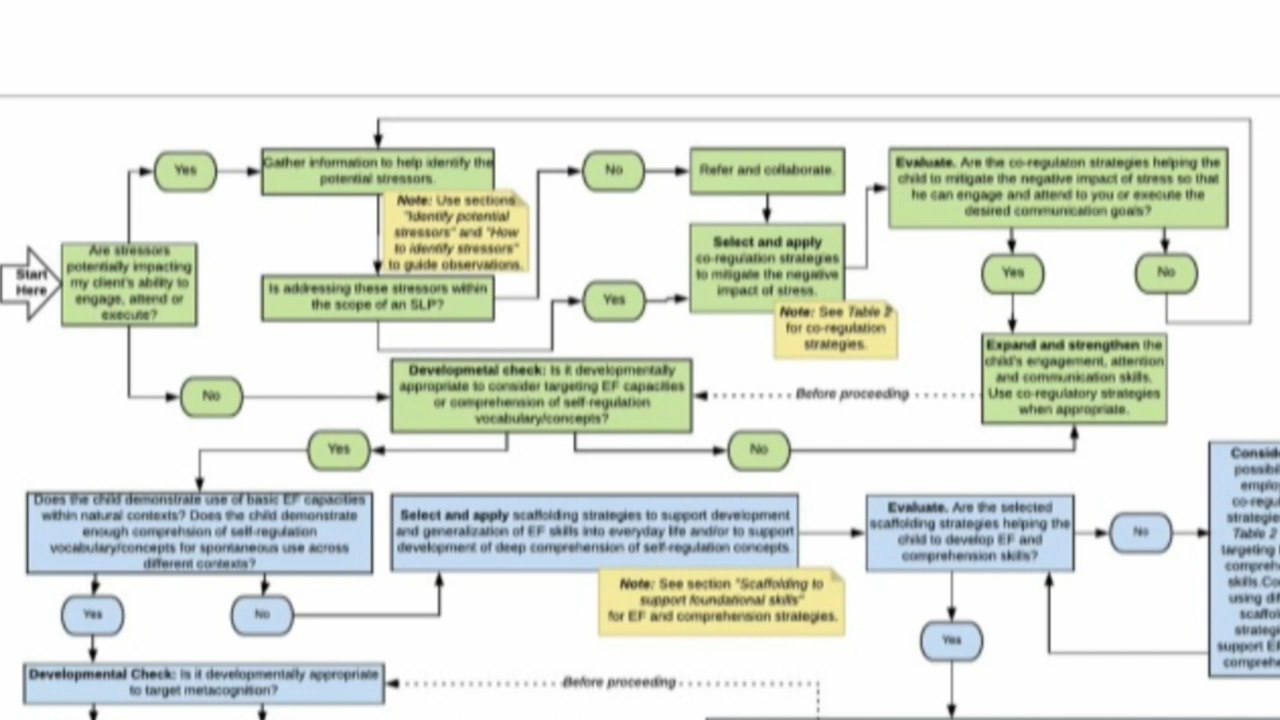 Start
Here
Are stressors
potentially impacting
my client's ability to
engage, attend or
execute?
Yes
No
Gather information to help identify the
potential stressors.
Note: Use sections
"Identify potential
stressors" and "How
to identify stressors"
to guide observations.
Is addressing these stressors within
the scope of an SLP?
No
Yes
Refer and collaborate.
Select and apply
co-regulation strategies
to mitigate the negative
impact of stress.
Note: See Table 2
for co-regulation
strategies.
Evaluate. Are the co-regulaton strategies helping the
child to mitigate the negative impact of stress so that
he can engage and attend to you or execute the
desired communication goals?
Yes
No
Expand and strengthen the
child's engagement, attention
and communication skills.
Use co-regulatory strategies
when appropriate.
Before proceeding
Developmetal check: Is it developmentally
appropriate to consider targeting EF capacities
or comprehension of self-regulation
vocabulary/concepts?
Yes
No
Does the child demonstrate use of basic EF capacities
within natural contexts? Does the child demonstrate
enough comprehsion of self-regulation
vocabulary/concepts for spontaneous use across
different contexts?
Yes
No
Select and apply scaffolding strategies to support development
and generalization of EF skills into everyday life and/or to support
development of deep comprehension of self-regulation concepts.
Note: See section "Scaffolding to
support foundational skills"
for EF and comprehension strategies.
Evaluate. Are the selected
scaffolding strategies helping the
child to develop EF and
comprehension skills?
No
Yes
Conside
possibil
employ
co-regu
strategie
Table 2
targeting
comprehe
skills.Co
using dif
scaffol
strategi
support EF
comprehe
Developmental Check: Is it developmentally appropriate
to target metacognition?
Before proceeding